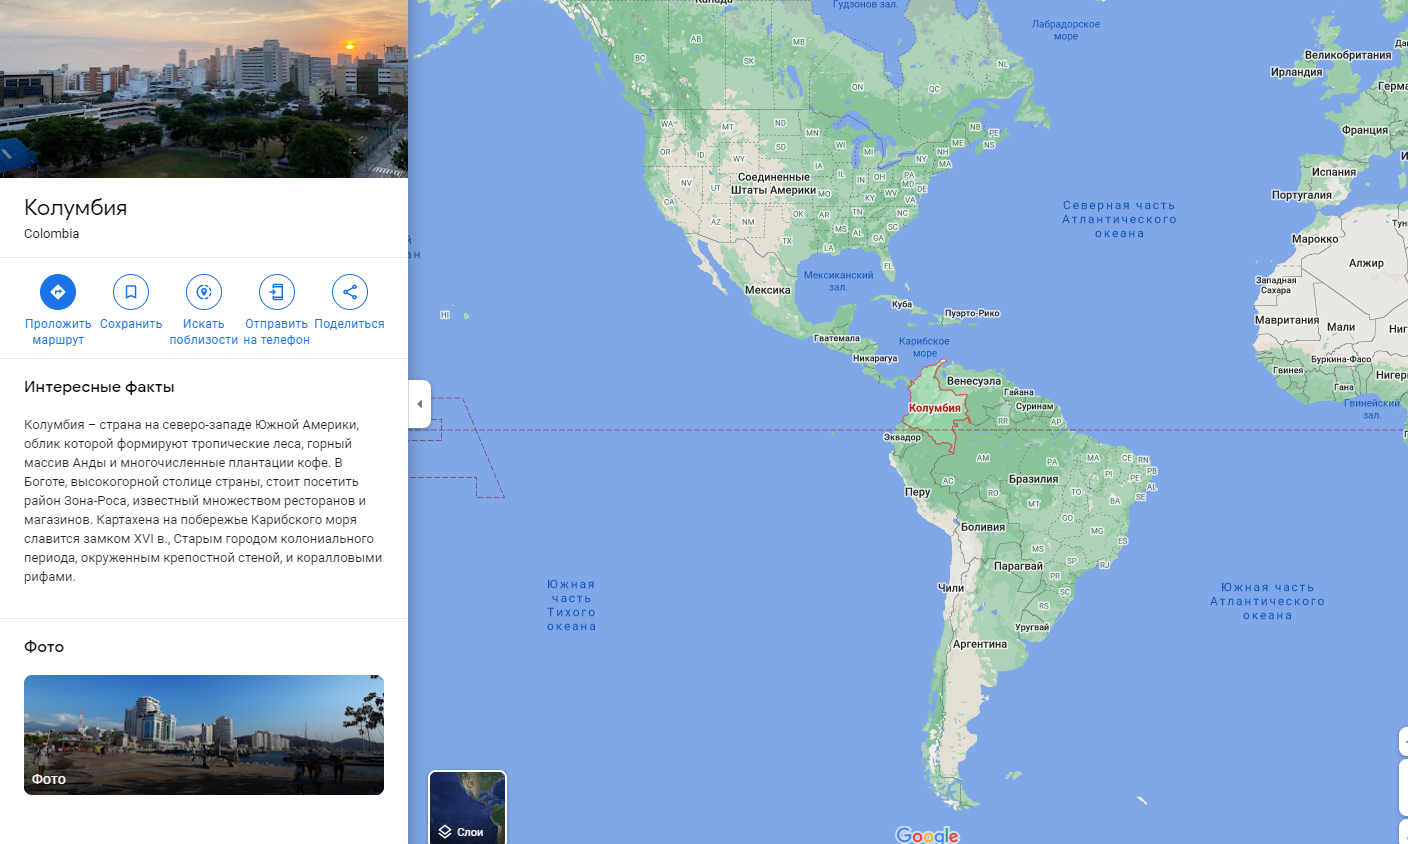 Колумбия
Colombia
Проложить
маршрут
Сохранить
Искать
поблизости
Отправить
на телефон
Поделиться
Интересные факты
Колумбия – страна на северо-западе Южной Америки,
облик которой формируют тропические леса, горный
массив Анды и многочисленные плантации кофе. В
Боготе, высокогорной столице страны, стоит посетить
район Зона-Роса, известный множеством ресторанов и
магазинов. Картахена на побережье Карибского моря
славится замком XVI в., Старым городом колониального
периода, окруженным крепостной стеной, и коралловыми
рифами.
Фото
Фото
Слои
Канада
Гудзонов зал.
Лабрадорское
море
AB
MB
BC
SK
NL
ON
QC
Великобритания
Ирландия
Герма
Франция
Испания
Португалия
WA
MT
ND
MN
NB
PE
NS
ME
OR
ID
SD
WI
MI
NH
NY
MA
WY
IA
IL
IN
OH
PA
MD
DE
NV
UT
Соединенные
Штаты Америки
MO
KY
WV
VA
CA
AZ
NM
OK
AR
TN
NC
MS
AL
SC
GA
TX
LA
FL
Северная часть
Атлантического
океана
Марокко
Тун
Алжир
Западная
Сахара
Мавритания
Мали
Ниг
Буркина-Фасо
Гвинея
Гана
Нигери
Гвинейский
зал.
HI
Мексиканский
зал.
Мексика
Куба
Пуэрто-Рико
Гватемала
Карибское
море
Никарагуа
Венесуэла
Гайана
Суринам
Колумбия
RR
AP
Эквадор
AM
PA
MA
CE
RN
PB
PI
PE
AL
SE
AC
RO
Перу
Бразилия
TO
BA
MT
GO
Боливия
MG
MS
ES
SP
RJ
Парагвай
PR
SC
RS
Чили
Уругвай
Аргентина
Южная
часть
Тихого
океана
Южная часть
Атлантического
океана
Google